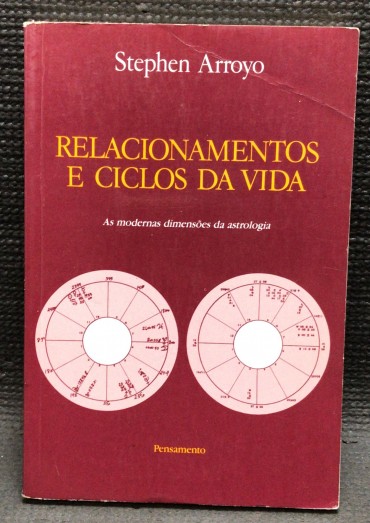 Stephen Arroyo
RELACIONAMENTOS
E CICLOS DA VIDA
As modernas dimensões da astrologia
Pensamento